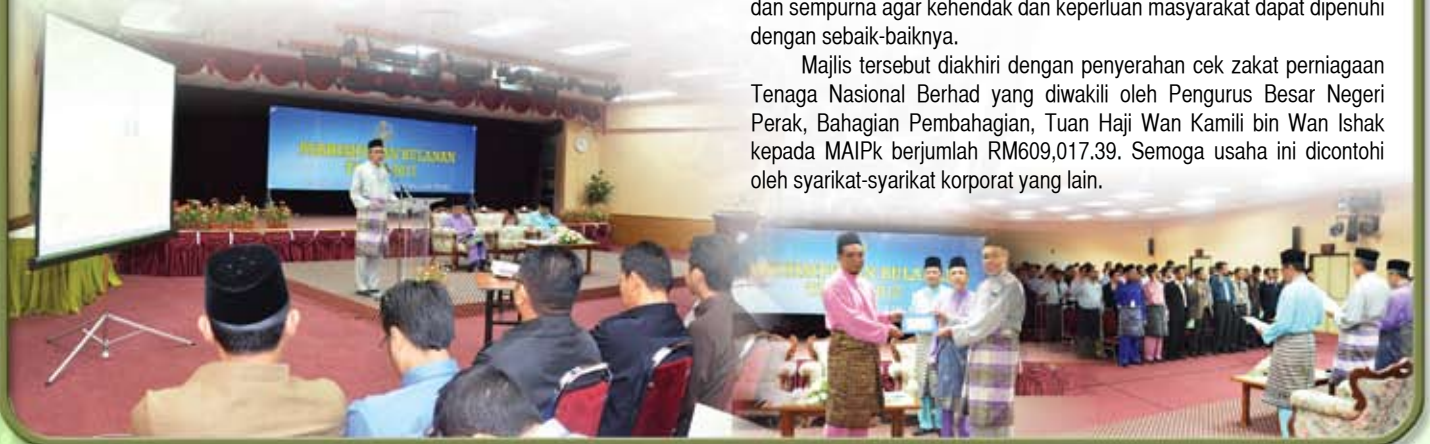 dan sempurna agar kehendak dan keperluan masyarakat dapat dipenuhi
dengan sebaik-baiknya.
Majlis tersebut diakhiri dengan penyerahan cek zakat perniagaan
Tenaga Nasional Berhad yang diwakili oleh Pengurus Besar Negeri
Perak, Bahagian Pembahagian, Tuan Haji Wan Kamili bin Wan Ishak
kepada MAIPk berjumlah RM609,017.39. Semoga usaha ini dicontohi
oleh syarikat-syarikat korporat yang lain.
BULANAN